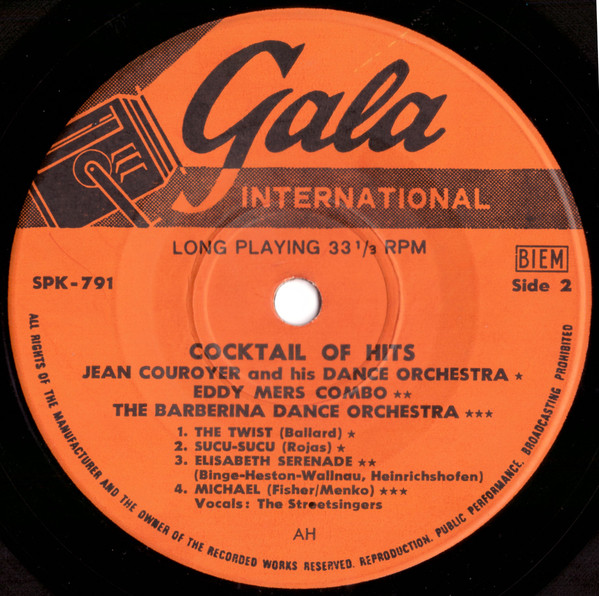 Gala
INTERNATIONAL
LONG PLAYING 33 1/3 RPM
BIEM
SPK-791
Side 2
COCKTAIL OF HITS
JEAN COUROYER and his DANCE ORCHESTRA ★
EDDY MERS COMBO ★★
THE BARBERINA DANCE ORCHESTRA ★★★
1. THE TWIST (Ballard) ★
2. SUCU-SUCU (Rojas) ★
3. ELISABETH SERENADE ★★
(Binge-Heston-Wallnau, Heinrichshofen)
4. MICHAEL (Fisher/Menko) ★★★
Vocals: The Streetsingers
AH
ALL RIGHTS OF THE MANUFACTURER AND THE OWNER OF THE RECORDED WORKS RESERVED. REPRODUCTION. PUBLIC PERFORMANCE. BROADCASTING PROHIBITED